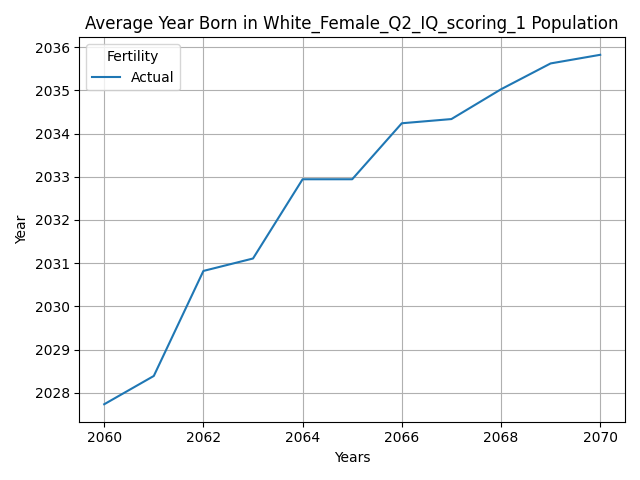 Average Year Born in White_Female_Q2_IQ_scoring_1 Population
Fertility
Actual
Year
2036
2035
2034
2033
2032
2031
2030
2029
2028
2060 2062 2064 2066 2068 2070
Years